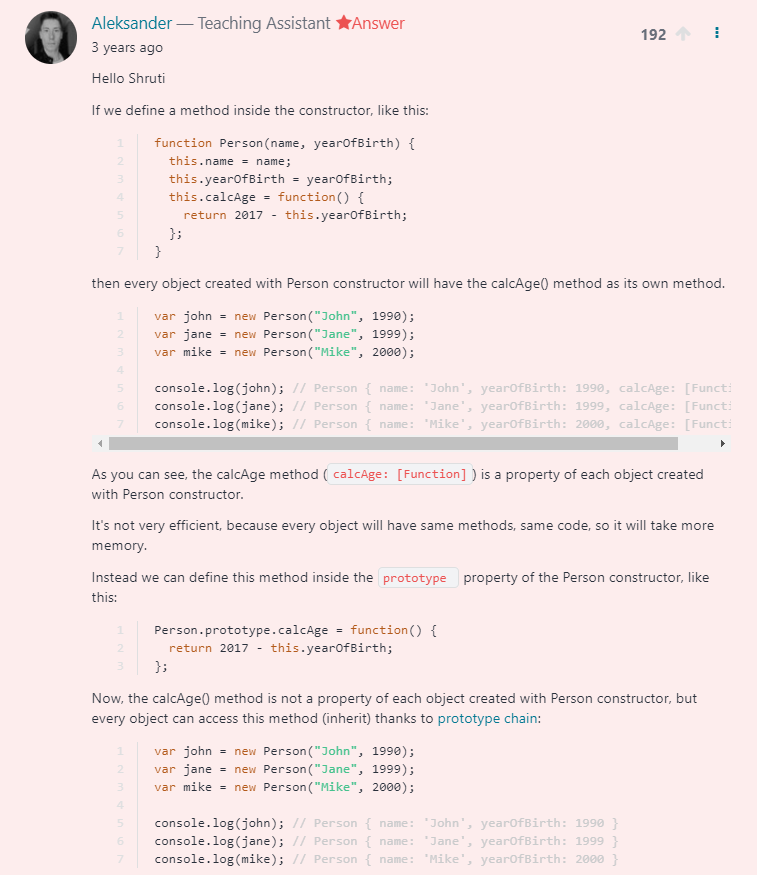 Aleksander — Teaching Assistant ★Answer
192
3 years ago
Hello Shruti
If we define a method inside the constructor, like this:
1 function Person(name, yearOfBirth) {
2   this.name = name;
3   this.yearOfBirth = yearOfBirth;
4   this.calcAge = function() {
5     return 2017 - this.yearOfBirth;
6   };
7 }
then every object created with Person constructor will have the calcAge() method as its own method.
1 var john = new Person("John", 1990);
2 var jane = new Person("Jane", 1999);
3 var mike = new Person("Mike", 2000);
4
5 console.log(john); // Person { name: 'John', yearOfBirth: 1990, calcAge: [Functi
6 console.log(jane); // Person { name: 'Jane', yearOfBirth: 1999, calcAge: [Functi
7 console.log(mike); // Person { name: 'Mike', yearOfBirth: 2000, calcAge: [Functi
As you can see, the calcAge method ( calcAge: [Function] ) is a property of each object created
with Person constructor.
It's not very efficient, because every object will have same methods, same code, so it will take more
memory.
Instead we can define this method inside the prototype property of the Person constructor, like
this:
1 Person.prototype.calcAge = function() {
2   return 2017 - this.yearOfBirth;
3 };
Now, the calcAge() method is not a property of each object created with Person constructor, but
every object can access this method (inherit) thanks to prototype chain:
1 var john = new Person("John", 1990);
2 var jane = new Person("Jane", 1999);
3 var mike = new Person("Mike", 2000);
4
5 console.log(john); // Person { name: 'John', yearOfBirth: 1990 }
6 console.log(jane); // Person { name: 'Jane', yearOfBirth: 1999 }
7 console.log(mike); // Person { name: 'Mike', yearOfBirth: 2000 }